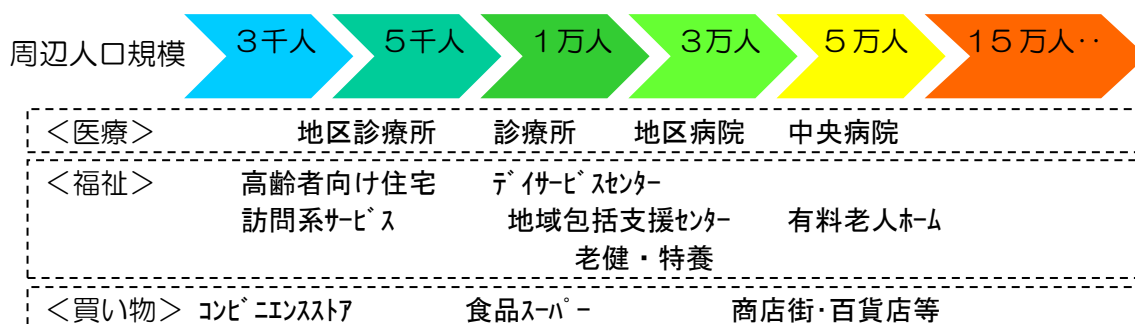 周辺人口規模 3千人 5千人 1万人 3万人 5万人 15万人‥
＜医療＞ 地区診療所 診療所 地区病院 中央病院
＜福祉＞ 高齢者向け住宅 ﾃﾞｲｻｰﾋﾞｽｾﾝﾀｰ
訪問系ｻｰﾋﾞｽ 地域包括支援ｾﾝﾀｰ 有料老人ﾎｰﾑ
老健・特養
＜買い物＞ ｺﾝﾋﾞﾆｴﾝｽｽﾄｱ 食品ｽｰﾊﾟｰ 商店街･百貨店等